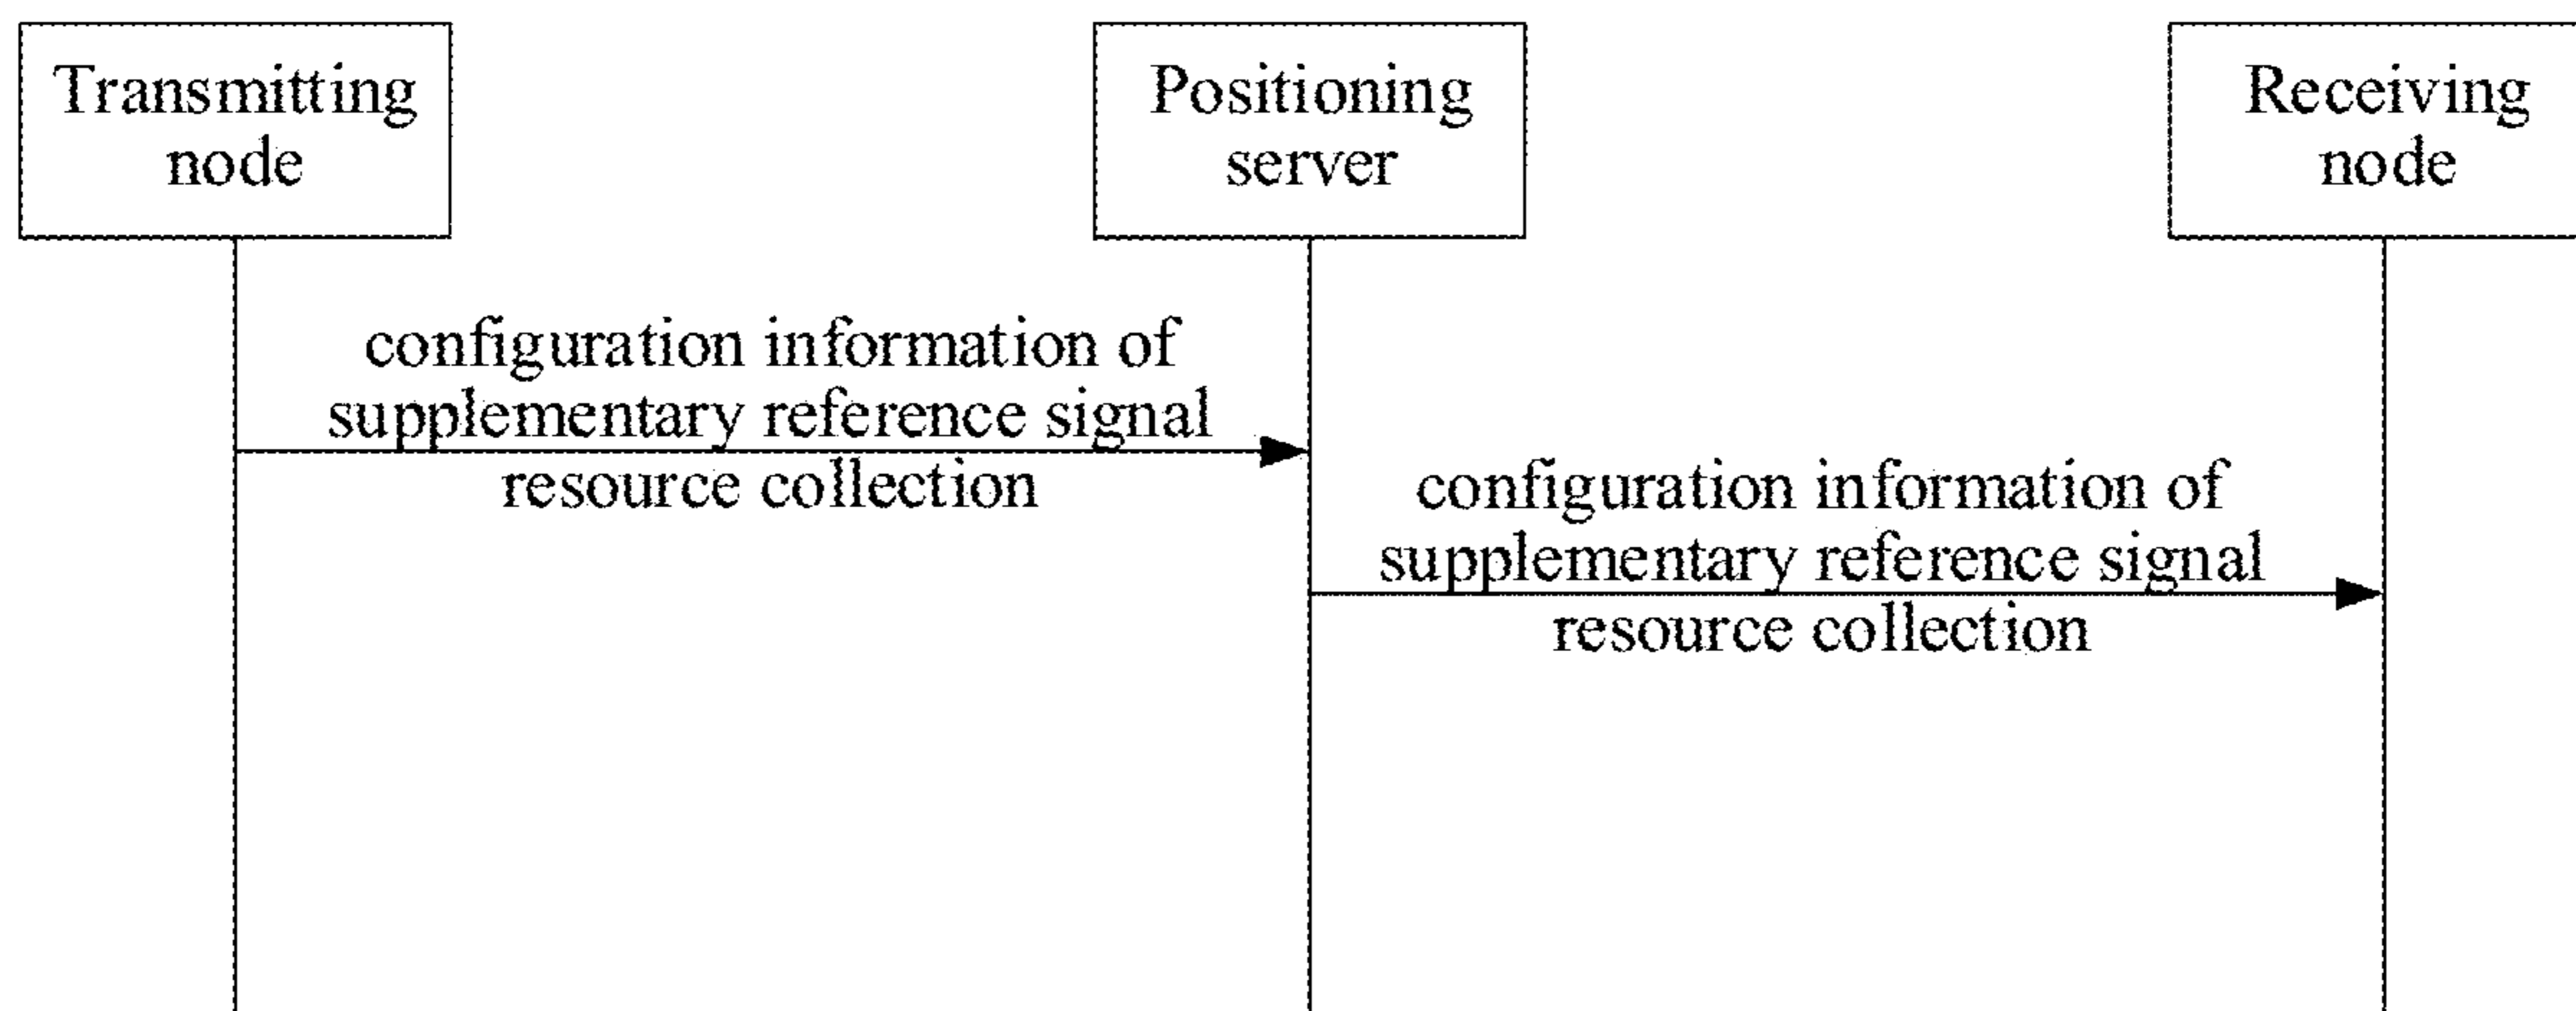 Transmitting
node
Positioning
server
Receiving
node
configuration information of
supplementary reference signal
resource collection
configuration information of
supplementary reference signal
resource collection